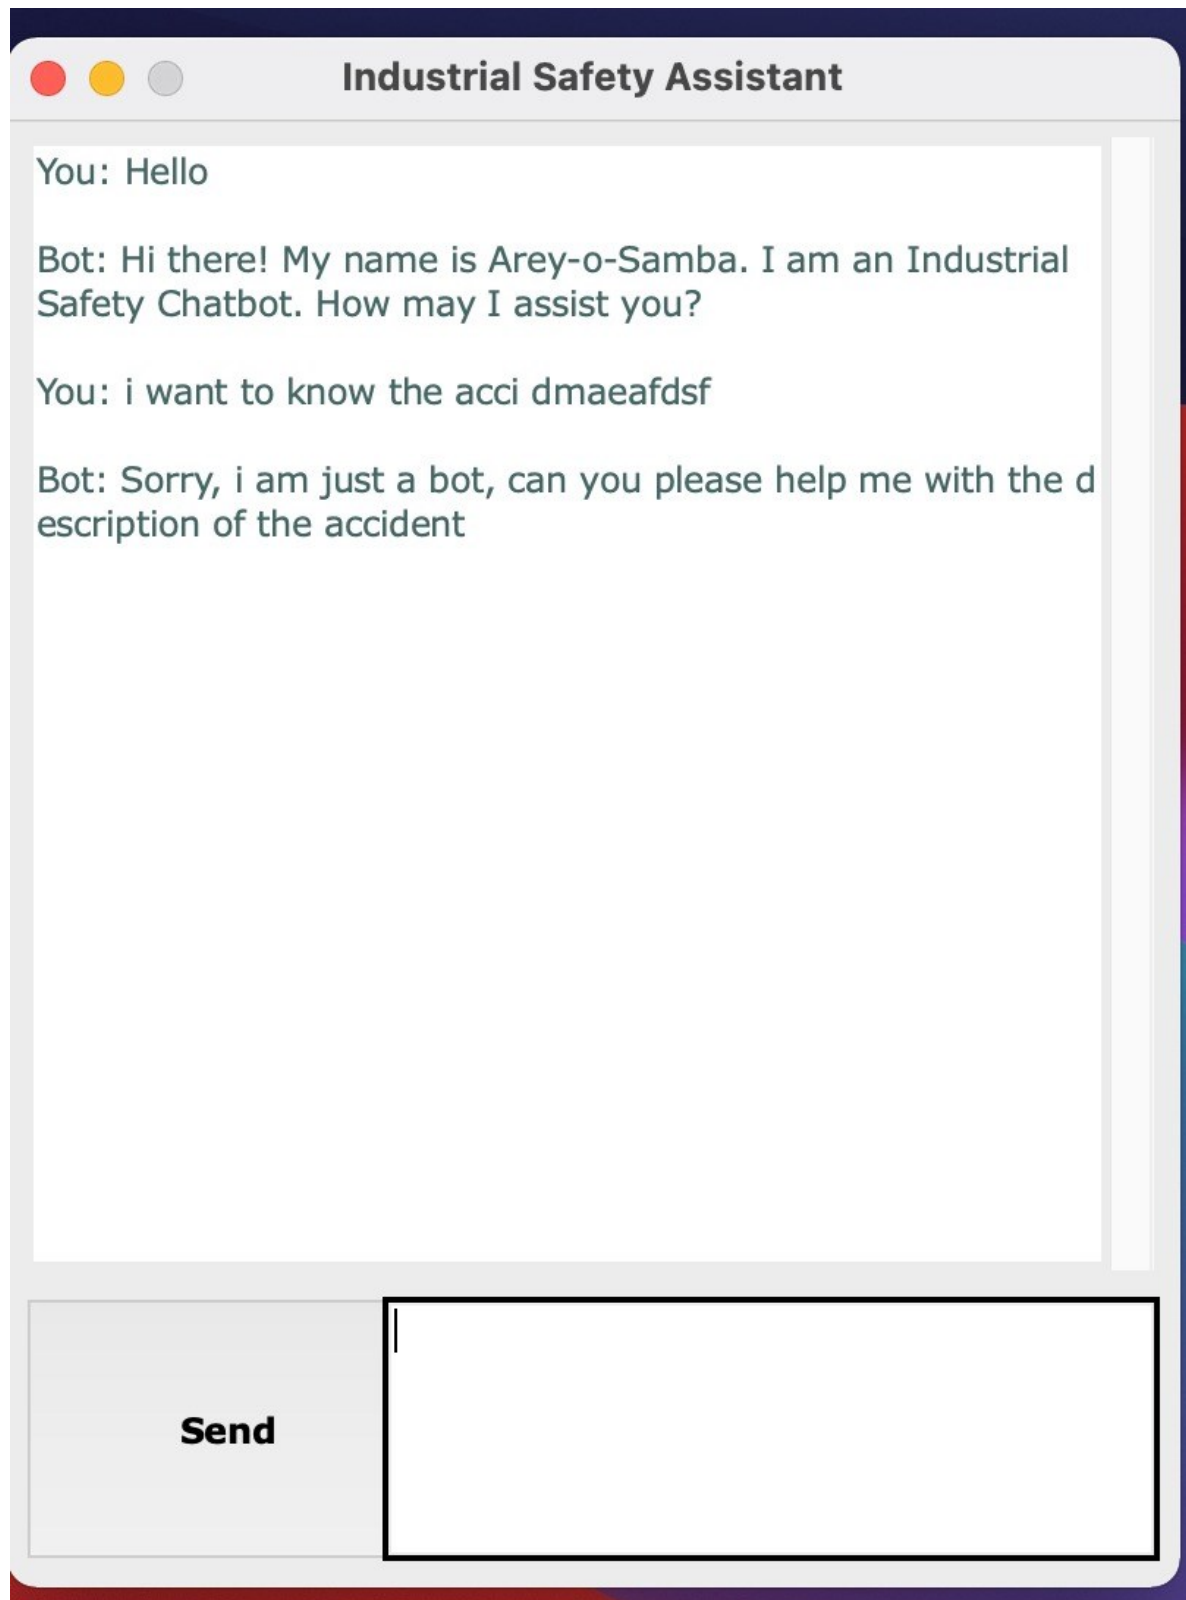 Industrial Safety Assistant
You: Hello
Bot: Hi there! My name is Arey-o-Samba. I am an Industrial
Safety Chatbot. How may I assist you?
You: i want to know the acci dmaeafdsf
Bot: Sorry, i am just a bot, can you please help me with the d
escription of the accident
Send